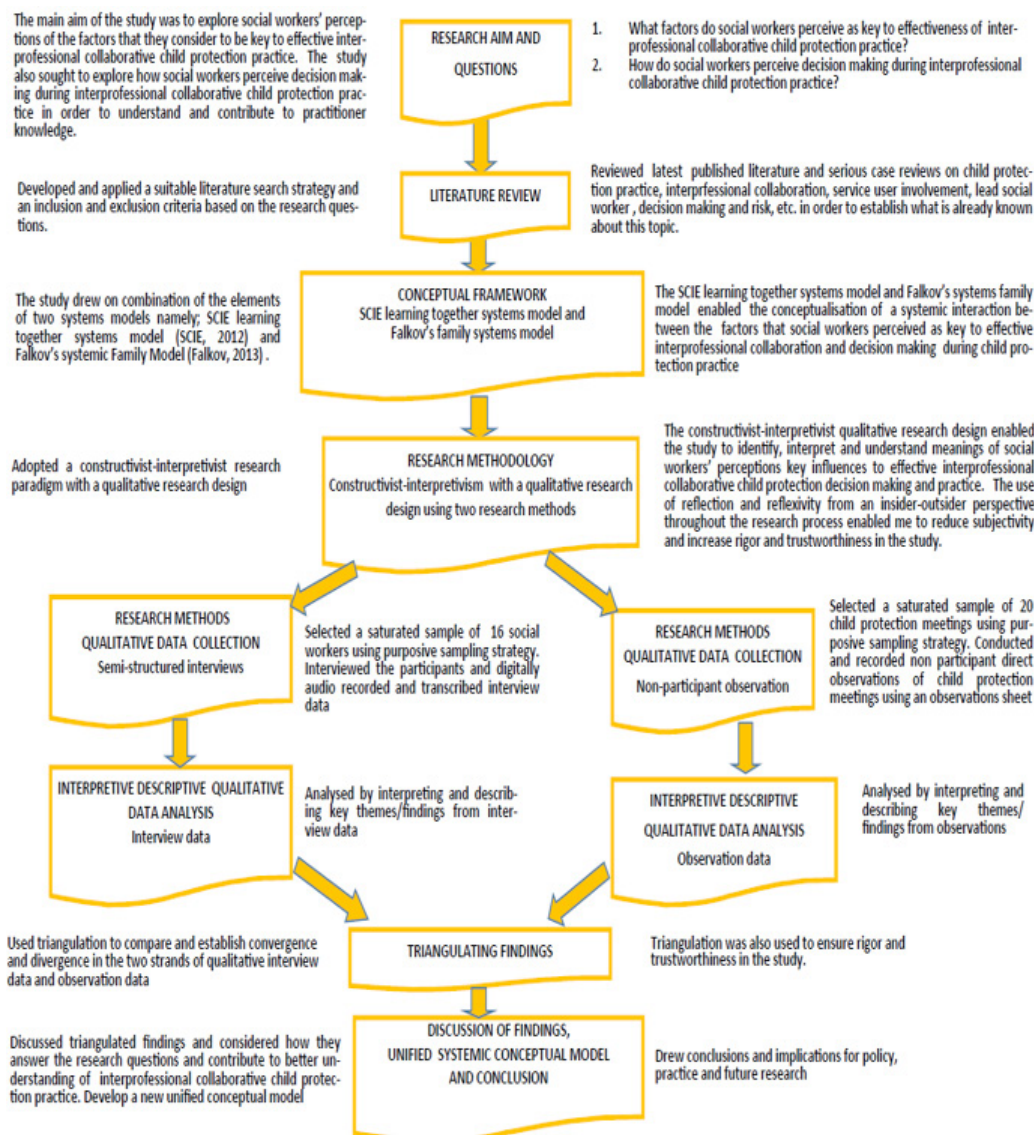 The main aim of the study was to explore social workers' percep-
tions of the factors that they consider to be key to effective inter-
professional collaborative child protection practice. The study
also sought to explore how social workers perceive decision mak-
ing during interprofessional collaborative child protection prac-
tice in order to understand and contribute to practitioner
knowledge.
RESEARCH AIM AND
QUESTIONS
1. What factors do social workers perceive as key to effectiveness of inter-
professional collaborative child protection practice?
2. How do social workers perceive decision making during interprofessional
collaborative child protection practice?
Developed and applied a suitable literature search strategy and
an inclusion and exclusion criteria based on the research ques-
tions.
LITERATURE REVIEW
Reviewed latest published literature and serious case reviews on child protec-
tion practice, interprfessional collaboration, service user involvement, lead social
worker , decision making and risk, etc. in order to establish what is already known
about this topic.
The study drew on combination of the elements
of two systems models namely; SCIE learning
together systems model (SCIE, 2012) and
Falkov's systemic Family Model (Falkov, 2013) .
CONCEPTUAL FRAMEWORK
SCIE learning together systems model and
Falkov's family systems model
The SCIE learning together systems model and Falkov's systems family
model enabled the conceptualisation of a systemic interaction be-
tween the factors that social workers perceived as key to effective
interprofessional collaboration and decision making during child pro-
tection practice
Adopted a constructivist-interpretivist research
paradigm with a qualitative research design
RESEARCH METHODOLOGY
Constructivist-interpretivism with a qualitative research
design using two research methods
The constructivist-interpretivist qualitative research design enabled
the study to identify, interpret and understand meanings of social
workers' perceptions key influences to effective interprofessional
collaborative child protection decision making and practice. The use
of reflection and reflexivity from an insider-outsider perspective
throughout the research process enabled me to reduce subjectivity
and increase rigor and trustworthiness in the study.
RESEARCH METHODS
QUALITATIVE DATA COLLECTION
Semi-structured interviews
Selected a saturated sample of 16 social
workers using purposive sampling strategy.
Interviewed the participants and digitally
audio recorded and transcribed interview
data
RESEARCH METHODS
QUALITATIVE DATA COLLECTION
Non-participant observation
Selected a saturated sample of 20
child protection meetings using pur-
posive sampling strategy. Conducted
and recorded non participant direct
observations of child protection
meetings using an observations sheet
INTERPRETIVE DESCRIPTIVE QUALITATIVE
DATA ANALYSIS
Interview data
Analysed by interpreting and describ-
ing key themes/findings from inter-
view data
INTERPRETIVE DESCRIPTIVE
QUALITATIVE DATA ANALYSIS
Observation data
Analysed by interpreting and
describing key themes/
findings from observations
Used triangulation to compare and establish convergence
and divergence in the two strands of qualitative interview
data and observation data
TRIANGULATING FINDINGS
Triangulation was also used to ensure rigor and
trustworthiness in the study.
Discussed triangulated findings and considered how they
answer the research questions and contribute to better un-
derstanding of interprofessional collaborative child protec-
tion practice. Develop a new unified conceptual model
DISCUSSION OF FINDINGS,
UNIFIED SYSTEMIC CONCEPTUAL MODEL
AND CONCLUSION
Drew conclusions and implications for policy,
practice and future research